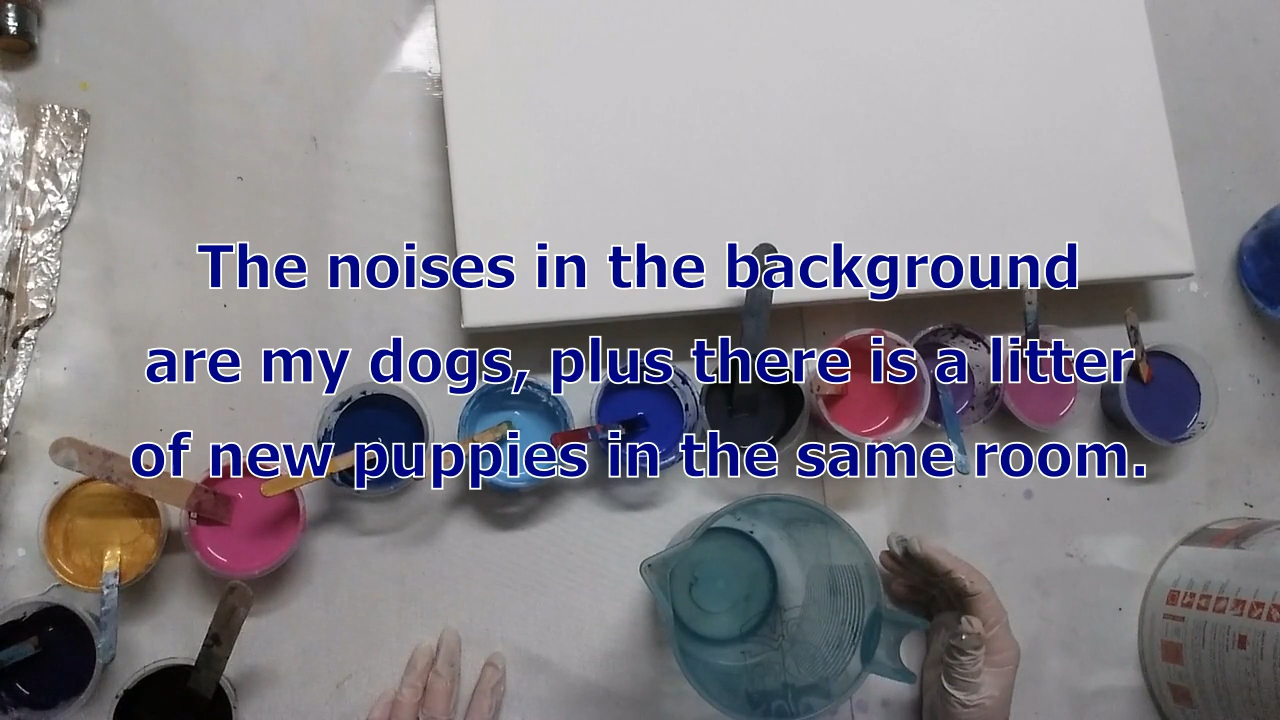 The noises in the background
are my dogs, plus there is a litter
of new puppies in the same room.